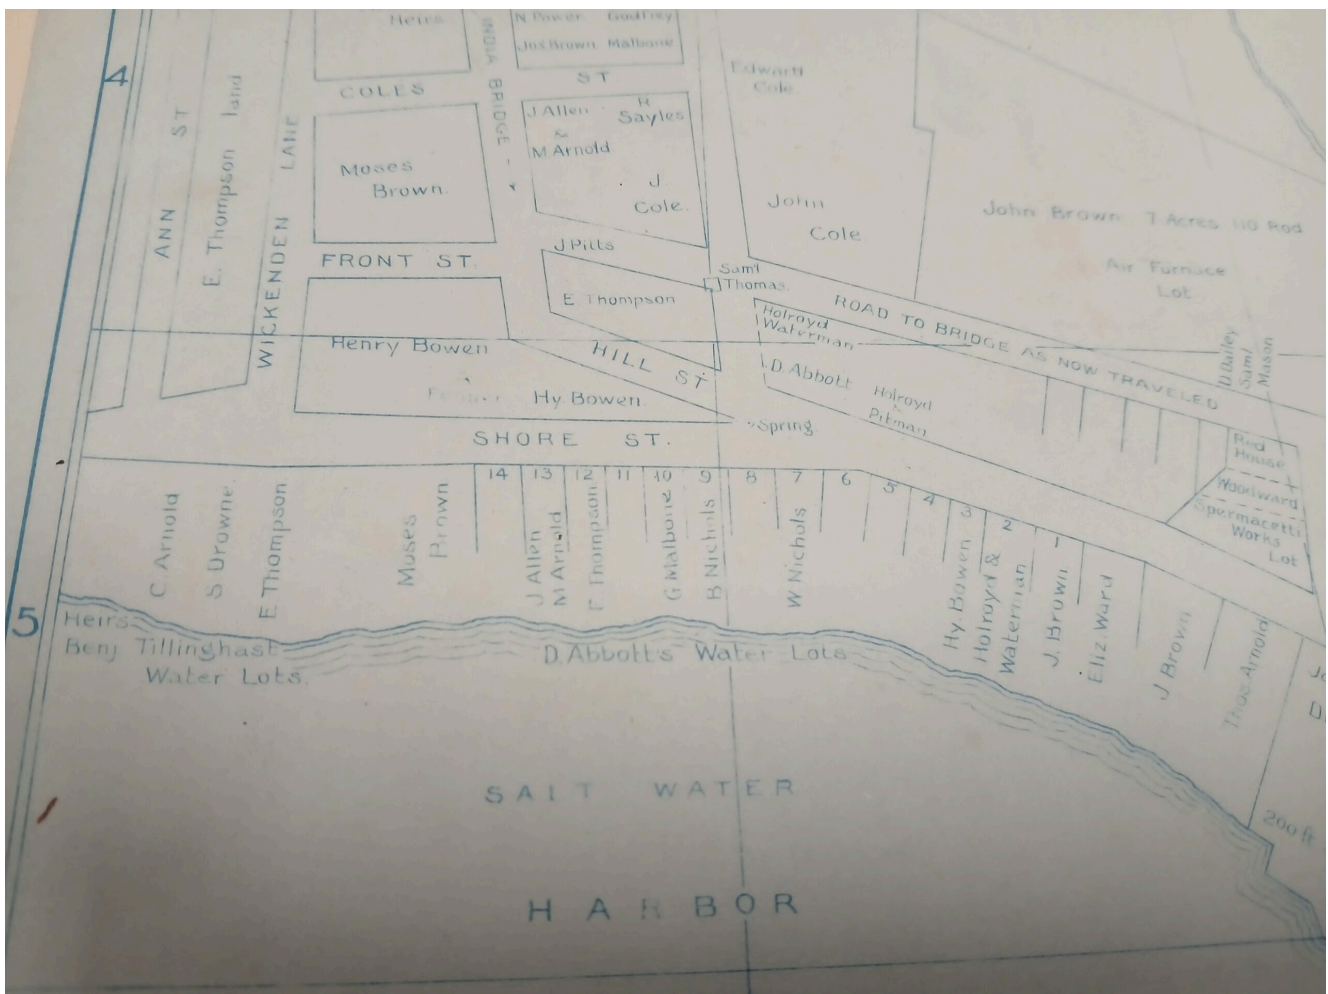 4
5
Heirs
N Power
Godfrey
Jos Brown
Malbone
COLES
ST
INDIA BRIDGE
ANN ST
E. Thompson land
WICKENDEN LANE
Moses
Brown.
J Allen
&
M Arnold
R
Sayles
J
Cole.
Edward
Cole.
John
Cole
John Brown 7 Acres 110 Rod
Air Furnace
Lot
FRONT ST.
J Pitts
E Thompson
Sam'l
Thomas.
ROAD TO BRIDGE AS NOW TRAVELED
Holroyd
Waterman
D. Abbott
Holroyd
&
Pitman
D Dailey
Saml
Mason
Henry Bowen
Hy. Bowen.
HILL ST
Spring.
Red
House
Woodward
Spermacetti
Works
Lot
SHORE ST.
14
13
12
11
10
9
8
7
6
5
4
3
2
1
C Arnold
S Drowne.
E Thompson
Moses
Brown
J Allen
M Arnold
E. Thompson
G Malbone
B Nichols
W Nichols
Hy. Bowen
Holroyd &
Waterman
J. Brown
Eliz. Ward
J Brown
Thos. Arnold
Heirs
Benj Tillinghast
Water Lots.
D. Abbott's Water Lots
200 ft
SALT WATER
HARBOR